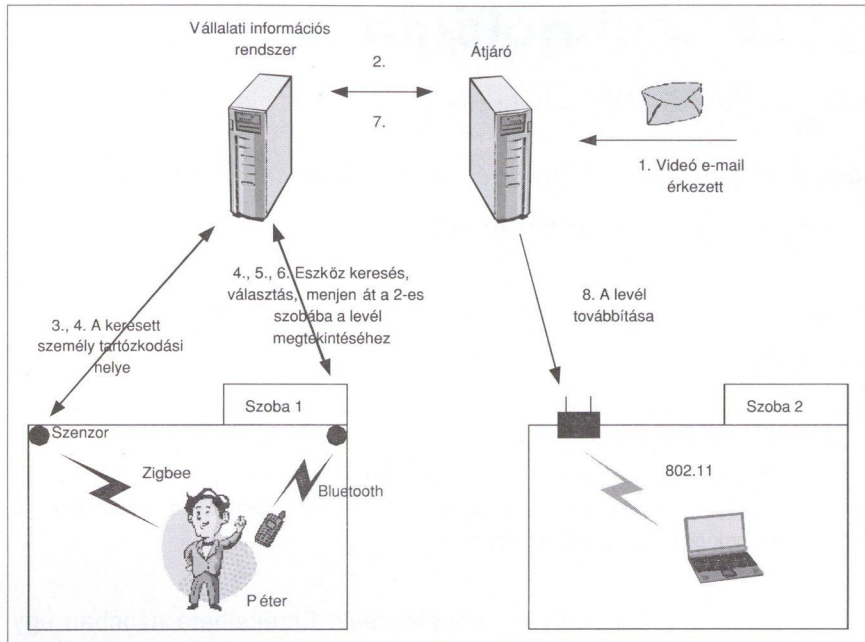 Vállalati információs
rendszer
Átjáró
2.
7.
1. Videó e-mail
érkezett
4., 5., 6. Eszköz keresés,
választás, menjen át a 2-es
szobába a levél
megtekintéséhez
3., 4. A keresett
személy tartózkodási
helye
8. A levél
továbbítása
Szoba 1
Szoba 2
Szenzor
Zigbee
Bluetooth
802.11
Péter